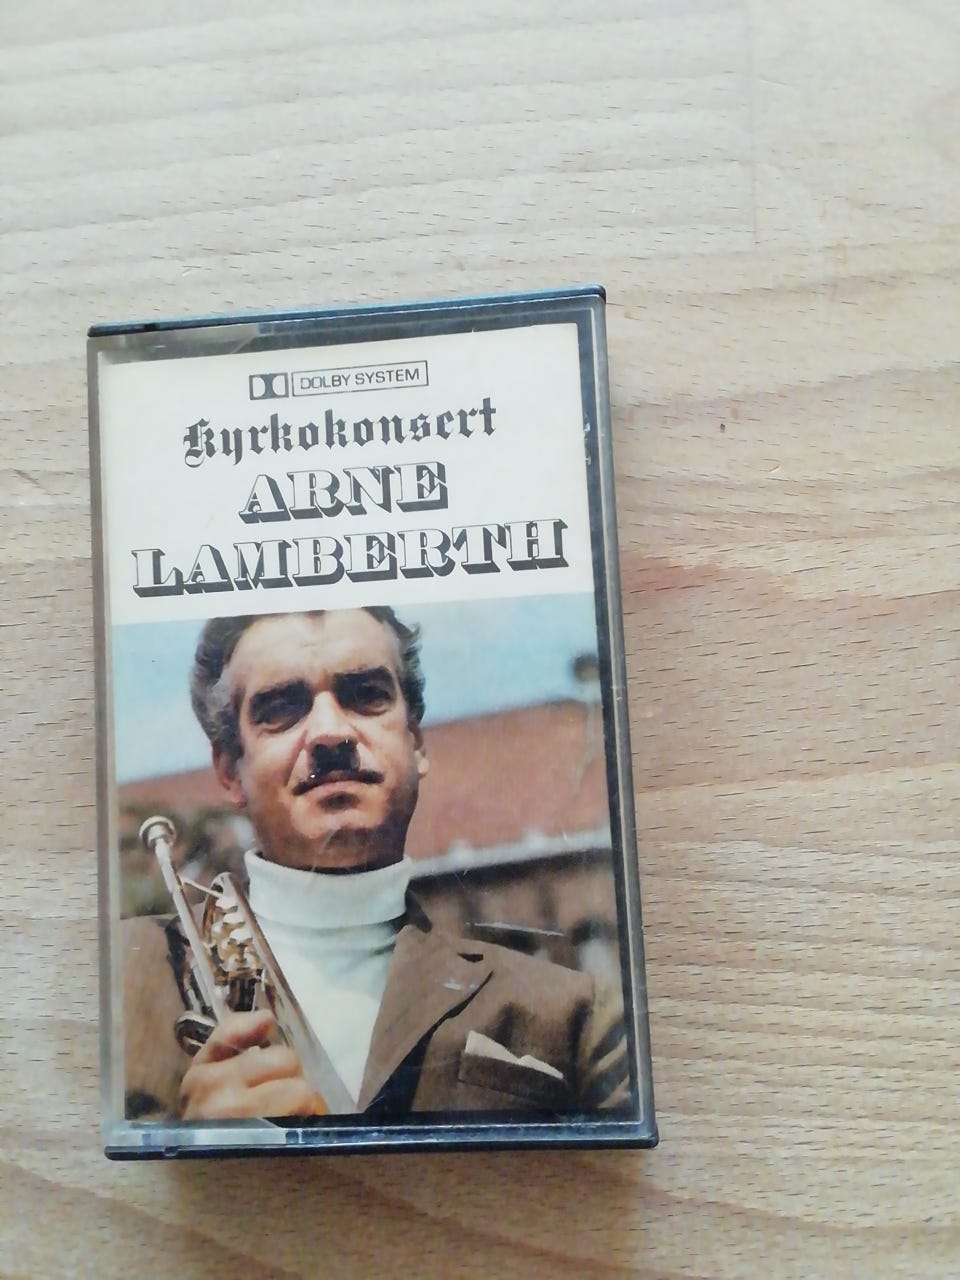 DOLBY SYSTEM
Kyrkokonsert
ARNE
LAMBERTH